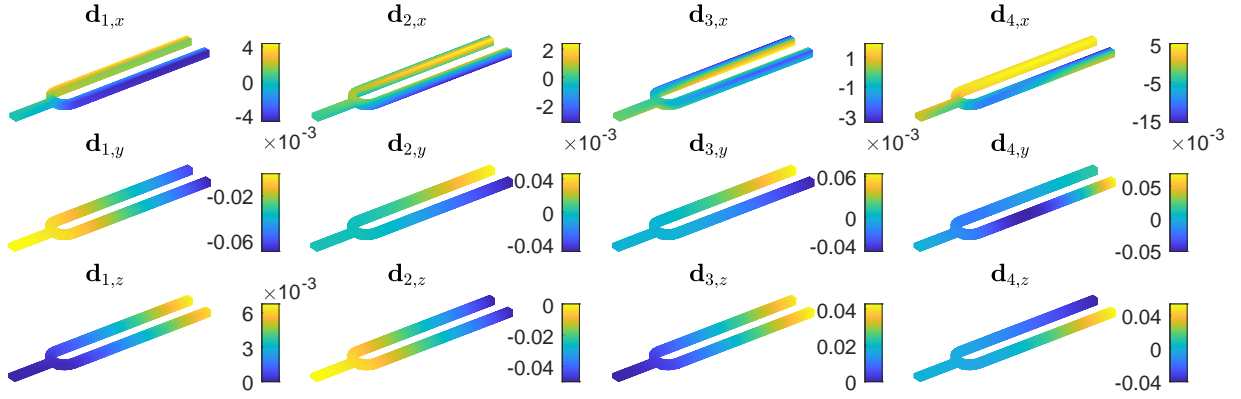 d1,x d2,x d3,x d4,x
4 2 1 5
0 0 -1 -5
-4 -2 -3 -15
×10-3 ×10-3 ×10-3 ×10-3
d1,y d2,y d3,y d4,y
-0.02 0.04 0.06 0.05
-0.06 0 0 0
-0.04 -0.04 -0.05
d1,z d2,z d3,z d4,z
×10-3
6 0 0.04 0.04
3 -0.02 0.02 0
0 -0.04 0 -0.04